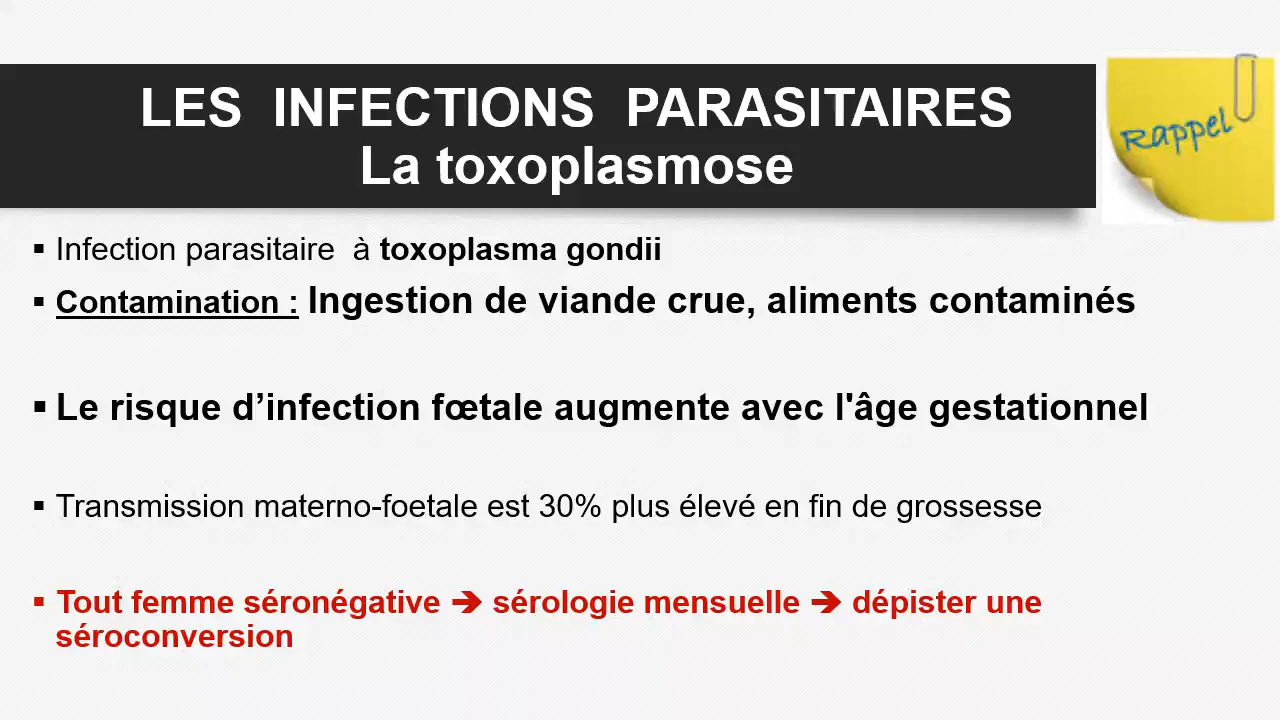 LES INFECTIONS PARASITAIRES
La toxoplasmose
Rappel
▪ Infection parasitaire à toxoplasma gondii
▪ Contamination : Ingestion de viande crue, aliments contaminés
▪ Le risque d’infection fœtale augmente avec l'âge gestationnel
▪ Transmission materno-foetale est 30% plus élevé en fin de grossesse
▪ Tout femme séronégative ➔ sérologie mensuelle ➔ dépister une
séroconversion